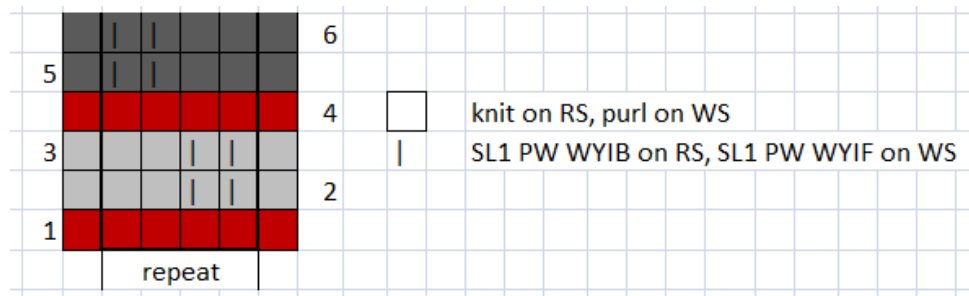 | | 6
5 | |
4 knit on RS, purl on WS
3 | | | SL1 PW WYIB on RS, SL1 PW WYIF on WS
| | 2
1
repeat